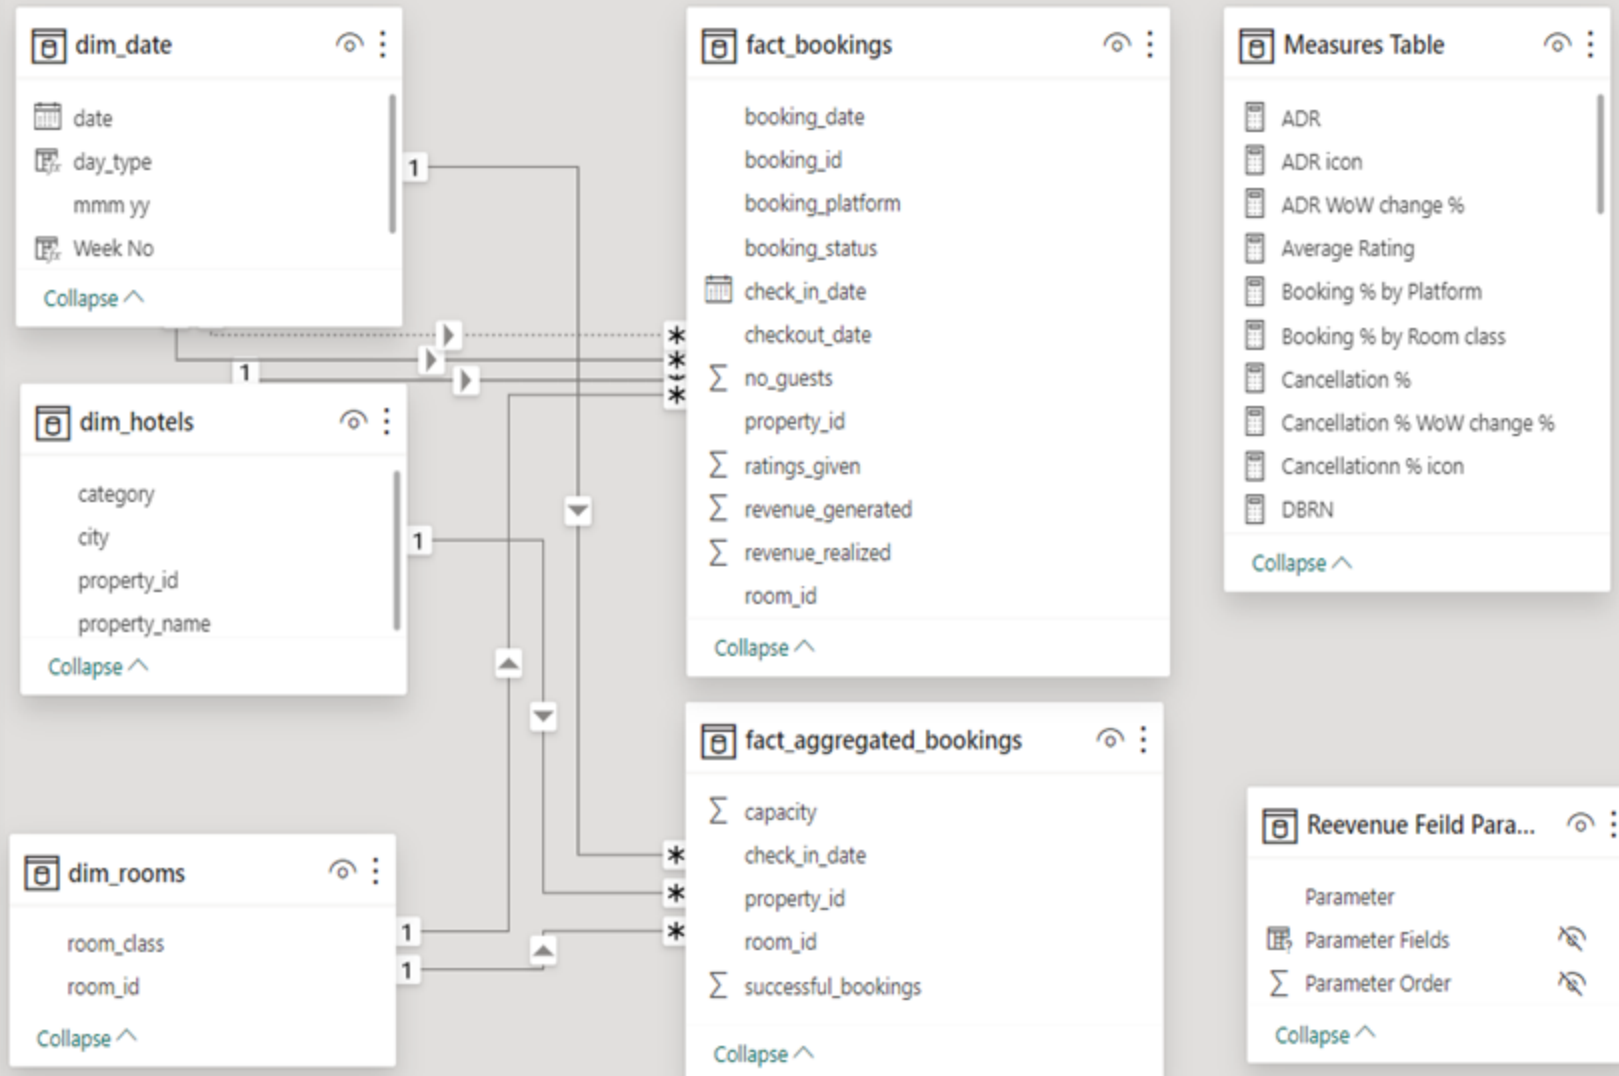 dim_date
date
day_type
mmm yy
Week No
Collapse
1
1
dim_hotels
category
city
property_id
property_name
Collapse
1
dim_rooms
room_class
room_id
Collapse
1
1
fact_bookings
booking_date
booking_id
booking_platform
booking_status
check_in_date
checkout_date
no_guests
property_id
ratings_given
revenue_generated
revenue_realized
room_id
Collapse
*
*
*
fact_aggregated_bookings
capacity
check_in_date
property_id
room_id
successful_bookings
Collapse
*
*
*
Measures Table
ADR
ADR icon
ADR WoW change %
Average Rating
Booking % by Platform
Booking % by Room class
Cancellation %
Cancellation % WoW change %
Cancellationn % icon
DBRN
Collapse
Reevenue Feild Para...
Parameter
Parameter Fields
Parameter Order
Collapse